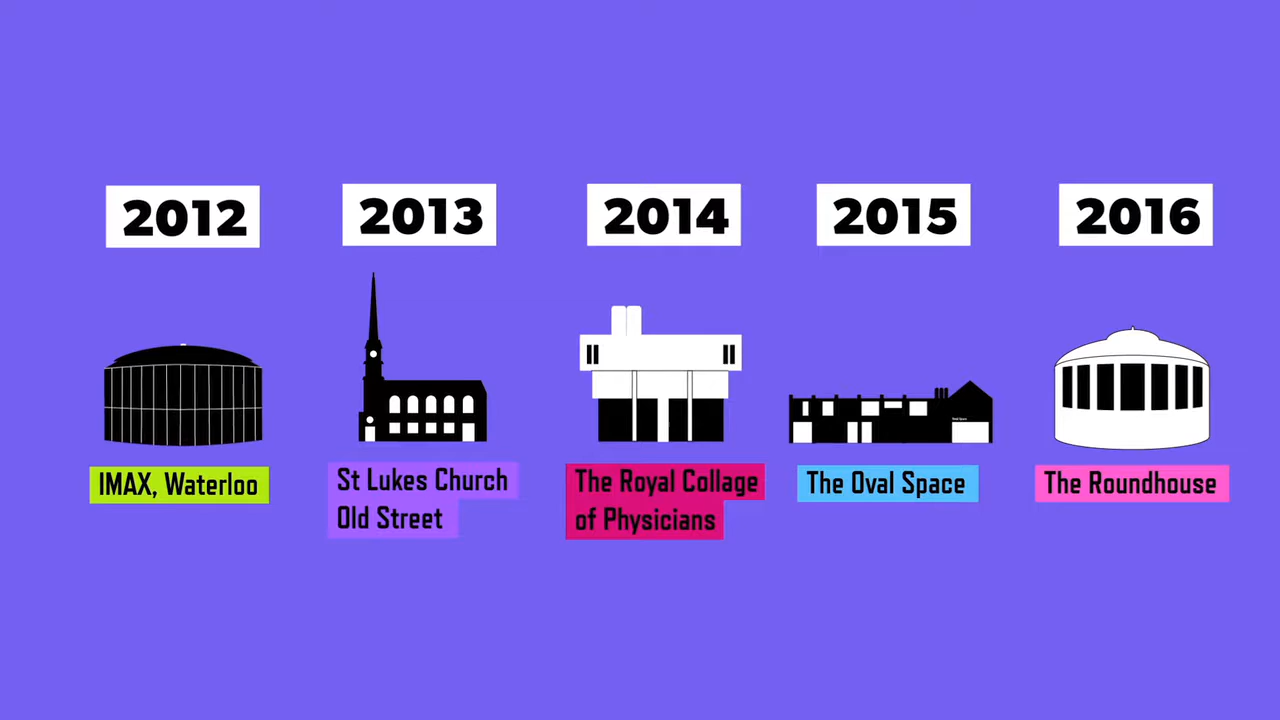 2012
2013
2014
2015
2016
IMAX, Waterloo
St Lukes Church
Old Street
The Royal Collage
of Physicians
The Oval Space
The Roundhouse